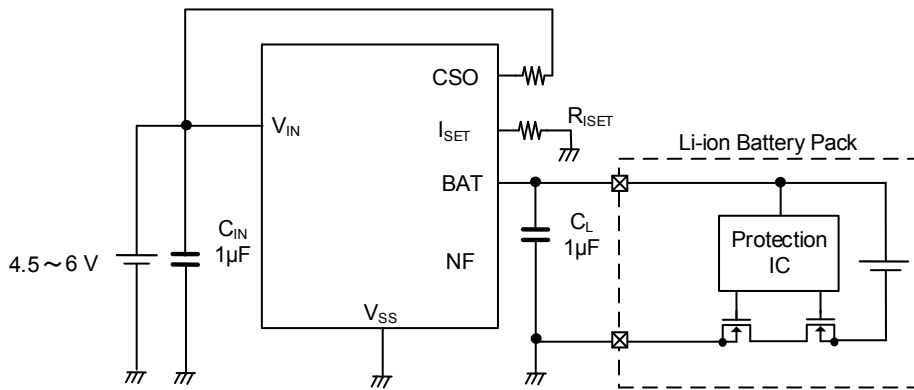 CSO
V_IN
I_SET
R_ISET
Li-ion Battery Pack
BAT
C_IN
1μF
C_L
1μF
Protection
IC
4.5～6 V
NF
V_SS